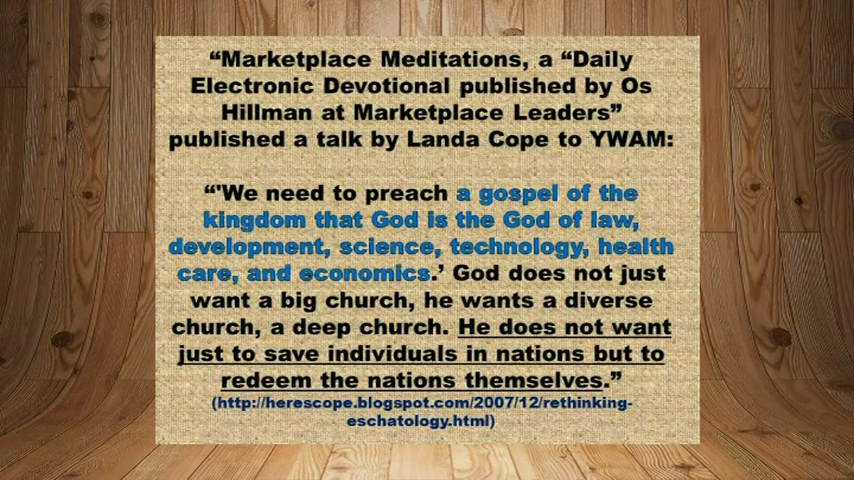 “Marketplace Meditations, a “Daily
Electronic Devotional published by Os
Hillman at Marketplace Leaders”
published a talk by Landa Cope to YWAM:
“'We need to preach a gospel of the
kingdom that God is the God of law,
development, science, technology, health
care, and economics.’ God does not just
want a big church, he wants a diverse
church, a deep church. He does not want
just to save individuals in nations but to
redeem the nations themselves.”
(http://herescope.blogspot.com/2007/12/rethinking-
eschatology.html)